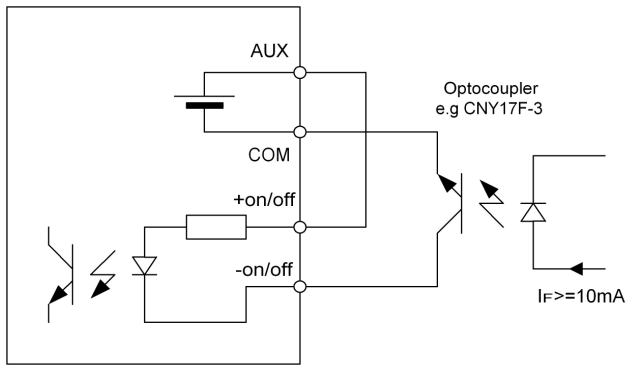 AUX
Optocoupler
e.g CNY17F-3
COM
+on/off
-on/off
IF>=10mA